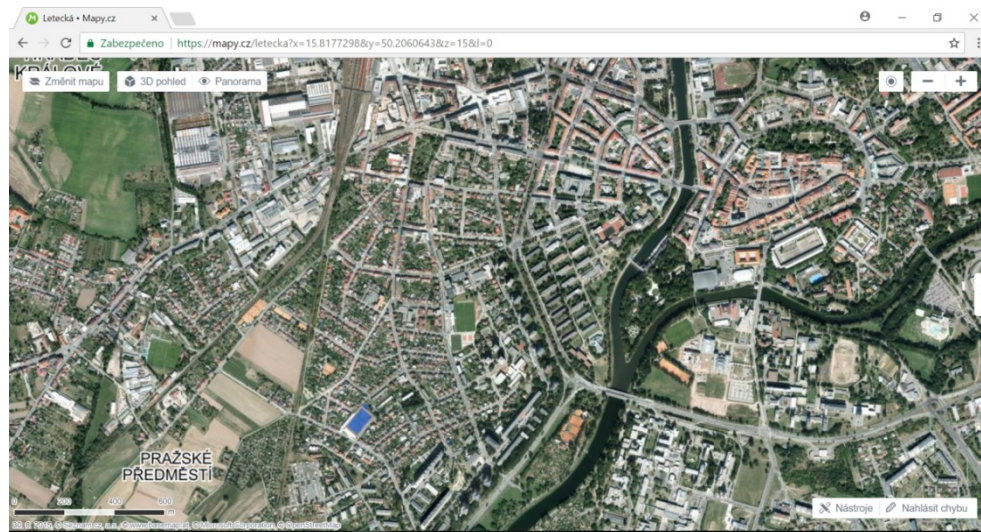 Letecká • Mapy.cz
Zabezpečeno | https://mapy.cz/letecka?x=15.8177298&y=50.2060643&z=15&l=0
KRÁLOVÉ
Změnit mapu
3D pohled
Panorama
PRAŽSKÉ
PŘEDMĚSTÍ
0 200 400 600
m
Nástroje
Nahlásit chybu